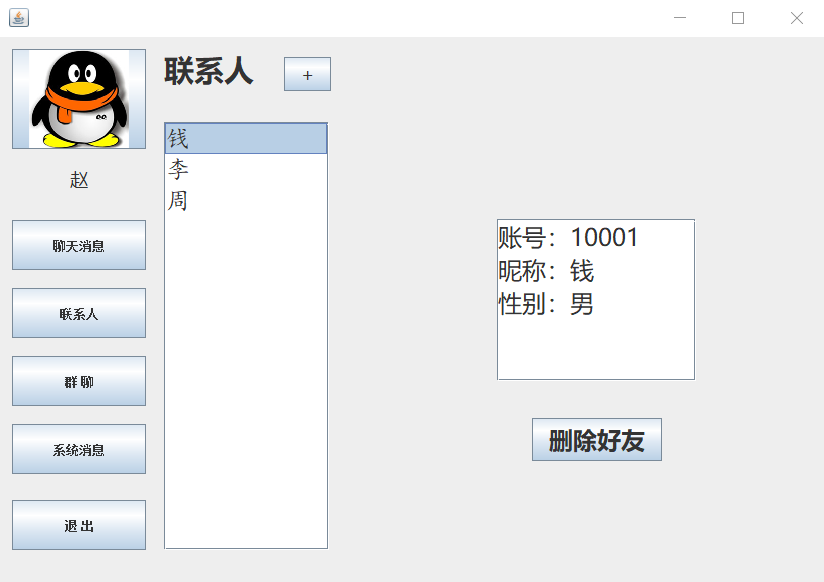 联系人
+
赵
聊天消息
联系人
群 聊
系统消息
退 出
钱
李
周
账号：10001
昵称：钱
性别：男
删除好友